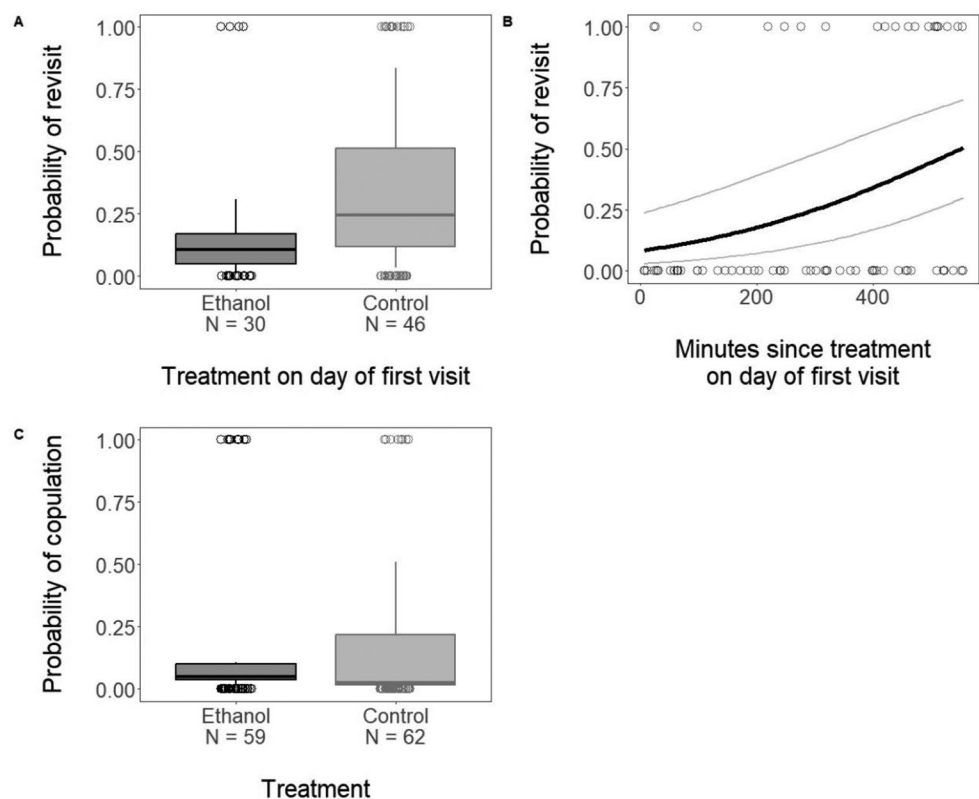 A
Probability of revisit
1.00
0.75
0.50
0.25
0.00
Ethanol
N = 30
Control
N = 46
Treatment on day of first visit
B
Probability of revisit
1.00
0.75
0.50
0.25
0.00
0
200
400
Minutes since treatment
on day of first visit
C
Probability of copulation
1.00
0.75
0.50
0.25
0.00
Ethanol
N = 59
Control
N = 62
Treatment